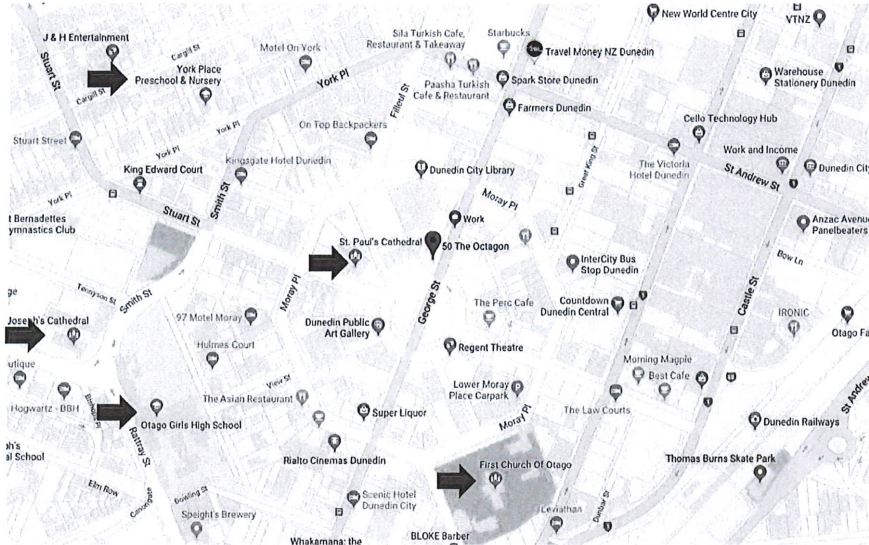 New World Centre City
VTNZ
J & H Entertainment
Cargill St
Sila Turkish Cafe,
Restaurant & Takeaway
Starbucks
Travel Money NZ Dunedin
Motel On York
Stuart St
York Place
Preschool & Nursery
York Pl
Paasha Turkish
Cafe & Restaurant
Spark Store Dunedin
Warehouse
Stationery Dunedin
Cargill St
Filleul St
Farmers Dunedin
Cello Technology Hub
York Pl
On Top Backpackers
Great King St
Stuart Street
Work and Income
York Pl
Kingsgate Hotel Dunedin
Dunedin City Library
The Victoria
Hotel Dunedin
St Andrew St
Dunedin City
King Edward Court
Smith St
Moray Pl
York Pl
Stuart St
Work
Anzac Avenue
Panelbeaters
t Bernadettes
ymnastics Club
St. Paul's Cathedral
50 The Octagon
Bow Ln
InterCity Bus
Stop Dunedin
Tennyson St
Smith St
Moray Pl
George St
Castle St
ge
97 Motel Moray
The Perc Cafe
Countdown
Dunedin Central
IRONIC
Joseph's Cathedral
Dunedin Public
Art Gallery
Otago Fa
Hulmes Court
Regent Theatre
utique
View St
Morning Magpie
Best Cafe
Hogwartz - BBH
The Asian Restaurant
Lower Moray
Place Carpark
The Law Courts
St Andrew
Otago Girls High School
Super Liquor
Moray Pl
Dunedin Railways
Rattray St
ph's
al School
Rialto Cinemas Dunedin
First Church Of Otago
Thomas Burns Skate Park
Elm Row
Canongate
Dowling St
Scenic Hotel
Dunedin City
Dunbar St
Speight's Brewery
Leviathan
Whakamana: the
BLOKE Barber